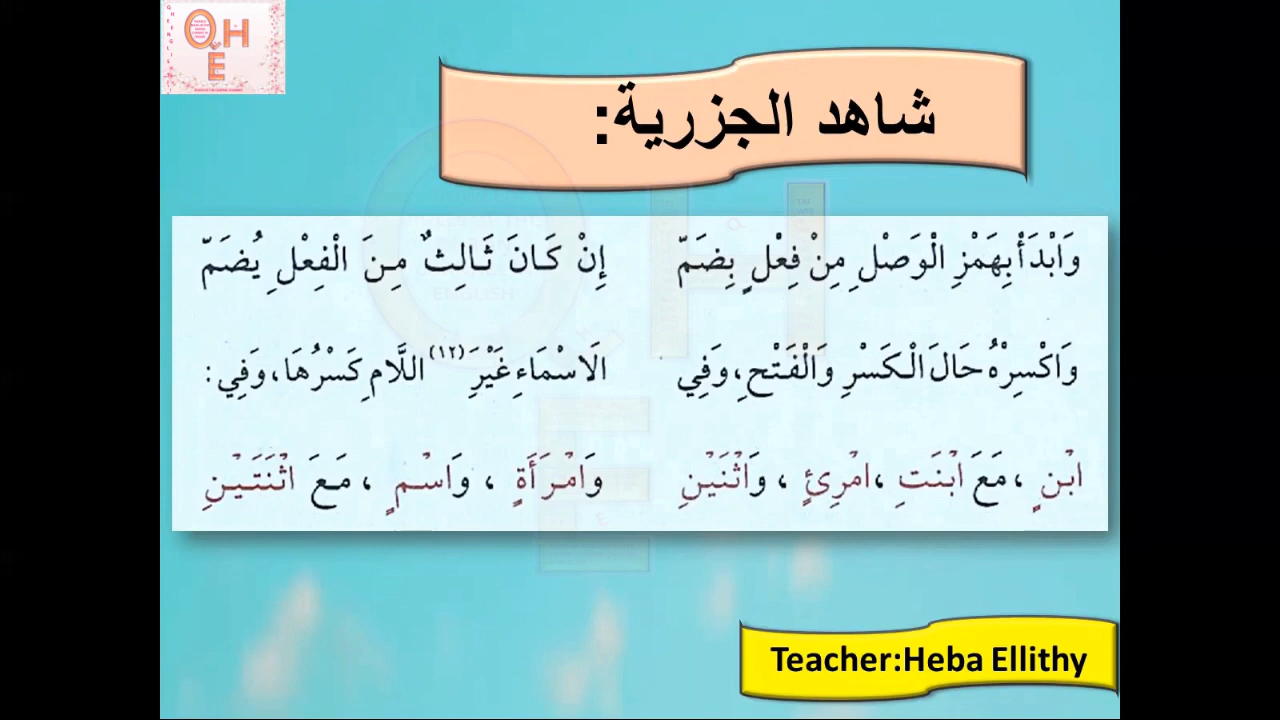 QHE
شاهد الجزرية:
وَابْدَأْ بِهَمْزِ الْوَصْلِ مِنْ فِعْلٍ بِضَمّ إِنْ كَانَ ثَالِثٌ مِنَ الْفِعْلِ يُضَمّ
وَاكْسِرْهُ حَالَ الْكَسْرِ وَالْفَتْحِ، وَفِي الَاسْمَاءِ غَيْرَ (١٢) اللَّامِ كَسْرُهَا، وَفِي :
ابْنٍ ، مَعَ ابْنَتِ ، امْرِئٍ ، وَاثْنَيْنِ وَامْرَأَةٍ ، وَاسْمٍ ، مَعَ اثْنَتَيْنِ
Teacher:Heba Ellithy